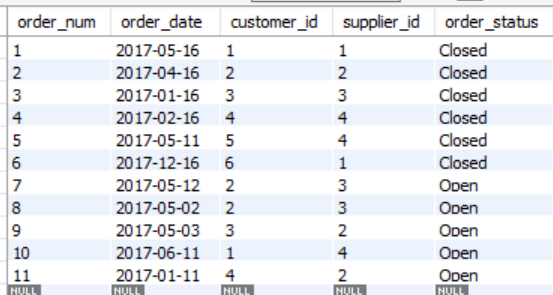 order_num order_date customer_id supplier_id order_status
1 2017-05-16 1 1 Closed
2 2017-04-16 2 2 Closed
3 2017-01-16 3 3 Closed
4 2017-02-16 4 4 Closed
5 2017-05-11 5 4 Closed
6 2017-12-16 6 1 Closed
7 2017-05-12 2 3 Open
8 2017-05-02 2 3 Open
9 2017-05-03 3 2 Open
10 2017-06-11 1 4 Open
11 2017-01-11 4 2 Open
NULL NULL NULL NULL NULL